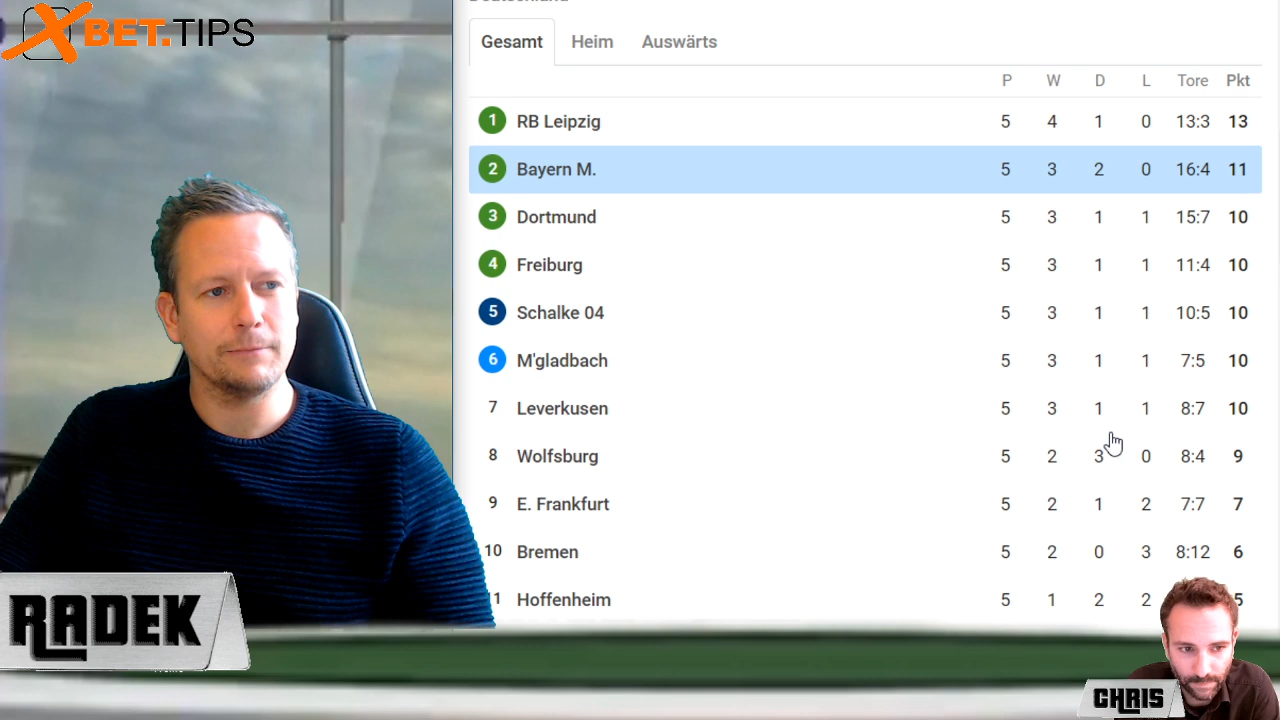 XBET.TIPS
Gesamt Heim Auswärts
P W D L Tore Pkt
1 RB Leipzig 5 4 1 0 13:3 13
2 Bayern M. 5 3 2 0 16:4 11
3 Dortmund 5 3 1 1 15:7 10
4 Freiburg 5 3 1 1 11:4 10
5 Schalke 04 5 3 1 1 10:5 10
6 M'gladbach 5 3 1 1 7:5 10
7 Leverkusen 5 3 1 1 8:7 10
8 Wolfsburg 5 2 3 0 8:4 9
9 E. Frankfurt 5 2 1 2 7:7 7
10 Bremen 5 2 0 3 8:12 6
Hoffenheim 5 1 2 2 5
RADEK
CHRIS